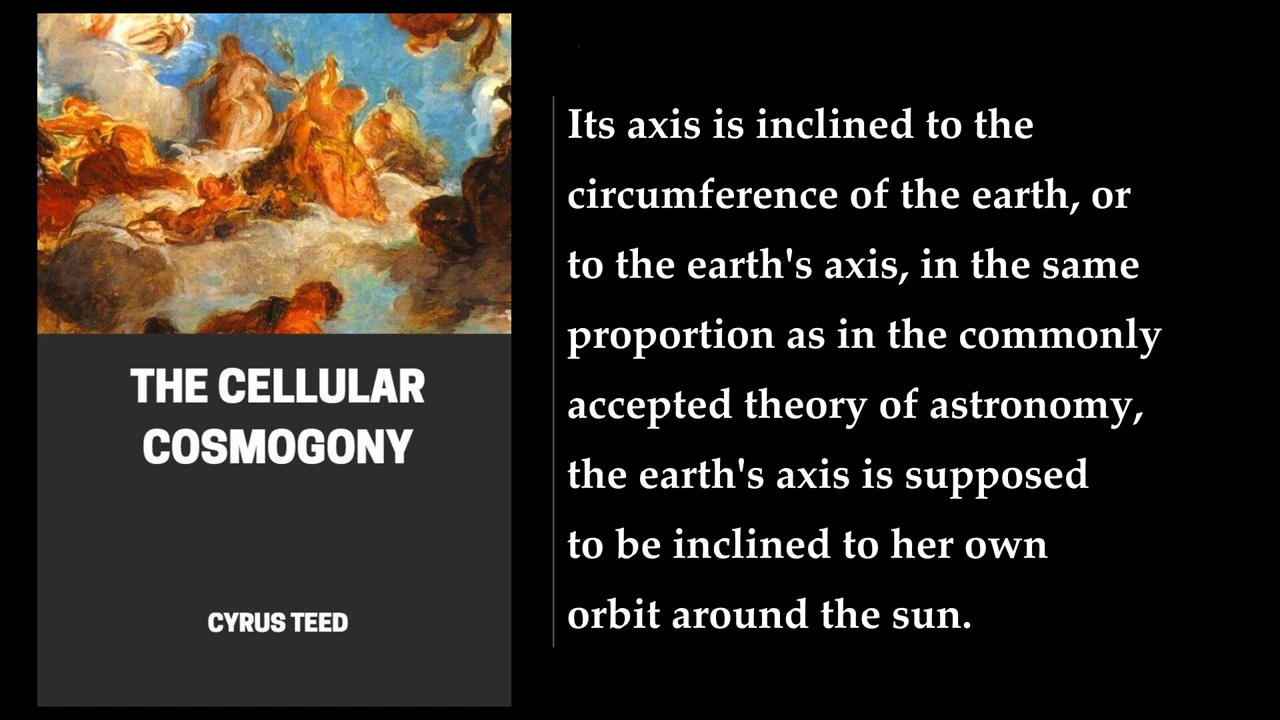 THE CELLULAR
COSMOGONY
CYRUS TEED
Its axis is inclined to the
circumference of the earth, or
to the earth's axis, in the same
proportion as in the commonly
accepted theory of astronomy,
the earth's axis is supposed
to be inclined to her own
orbit around the sun.